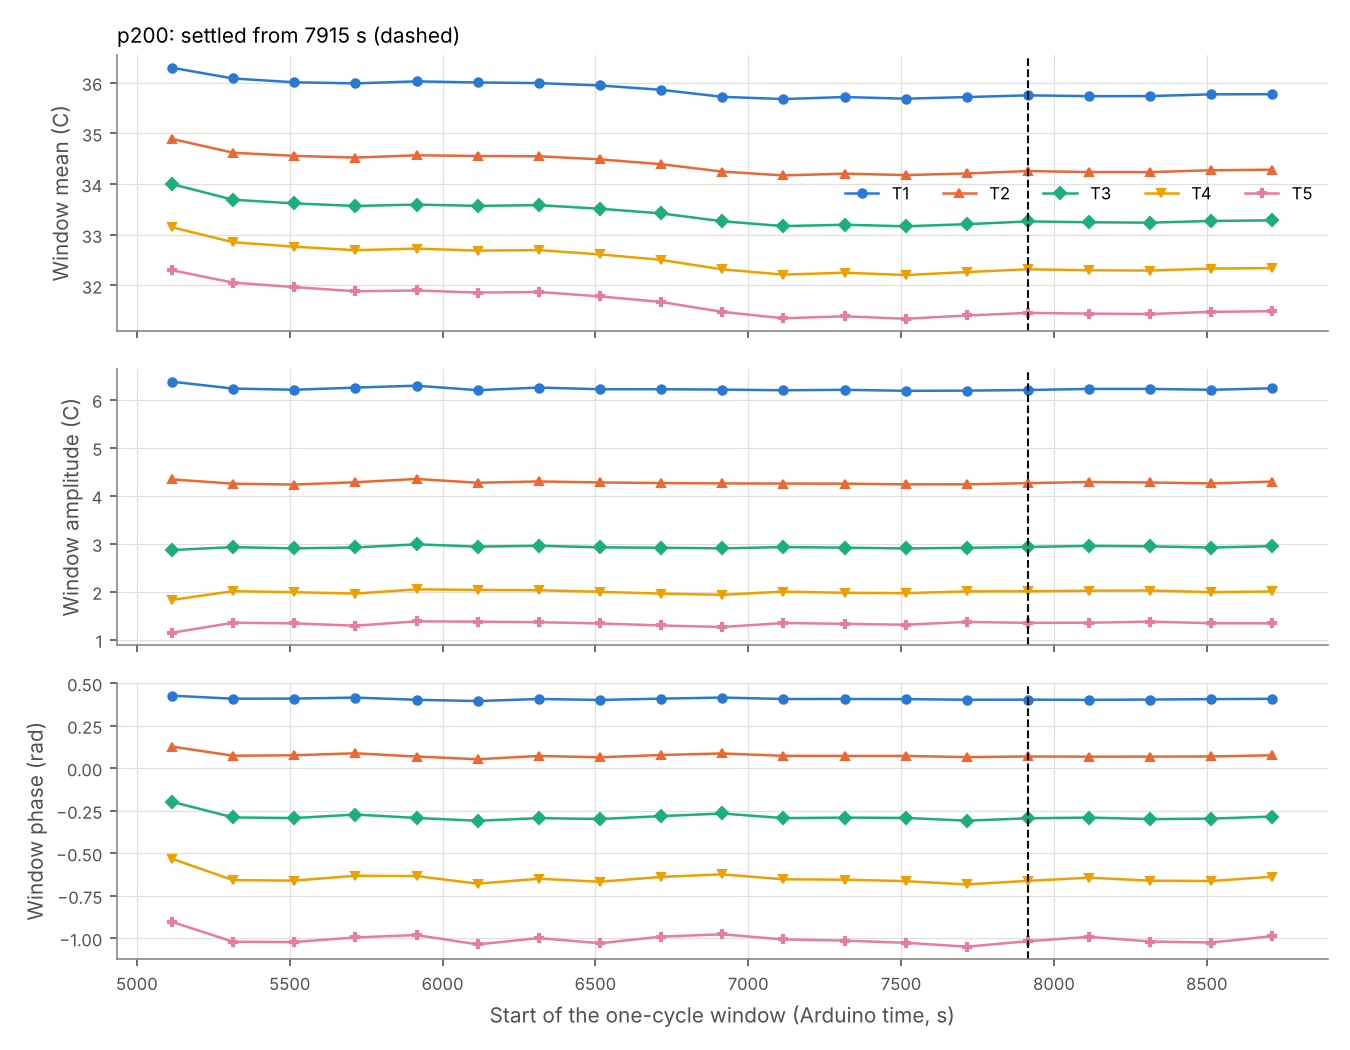 p200: settled from 7915 s (dashed)
Window mean (C)
36
35
34
33
32
T1 T2 T3 T4 T5
Window amplitude (C)
6
5
4
3
2
1
Window phase (rad)
0.50
0.25
0.00
−0.25
−0.50
−0.75
−1.00
5000 5500 6000 6500 7000 7500 8000 8500
Start of the one-cycle window (Arduino time, s)